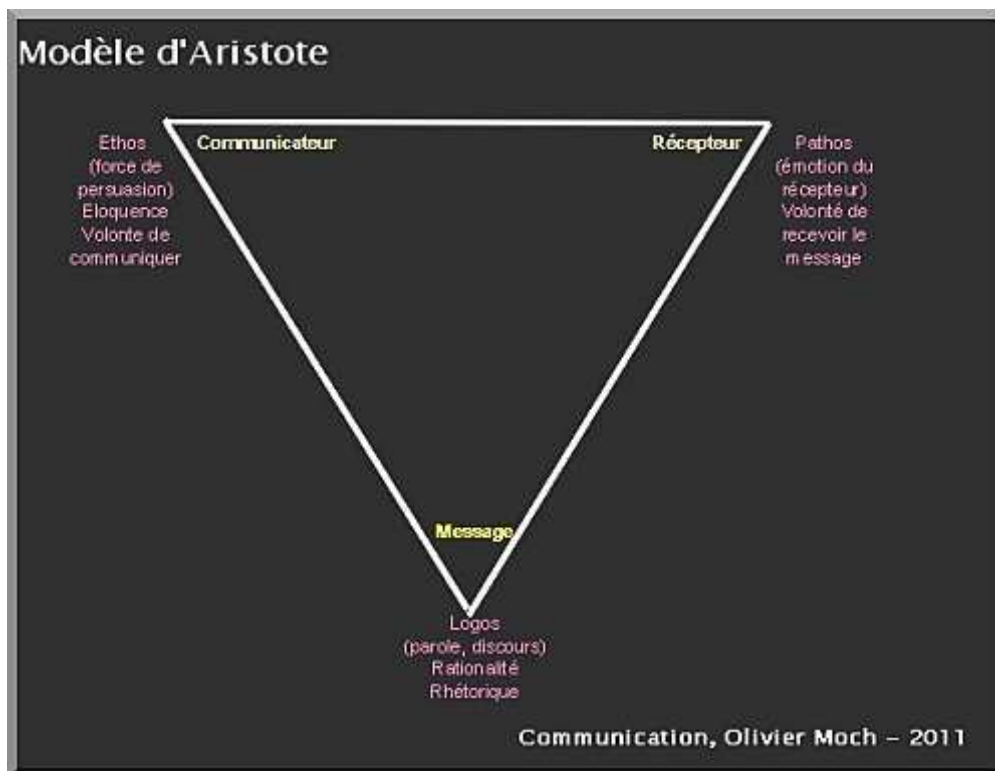 Modèle d'Aristote
Communicateur
Récepteur
Ethos
(force de
persuasion)
Eloquence
Volonte de
communiquer
Pathos
(émotion du
récepteur)
Volonté de
recevoir le
message
Message
Logos
(parole, discours)
Rationalité
Rhétorique
Communication, Olivier Moch – 2011